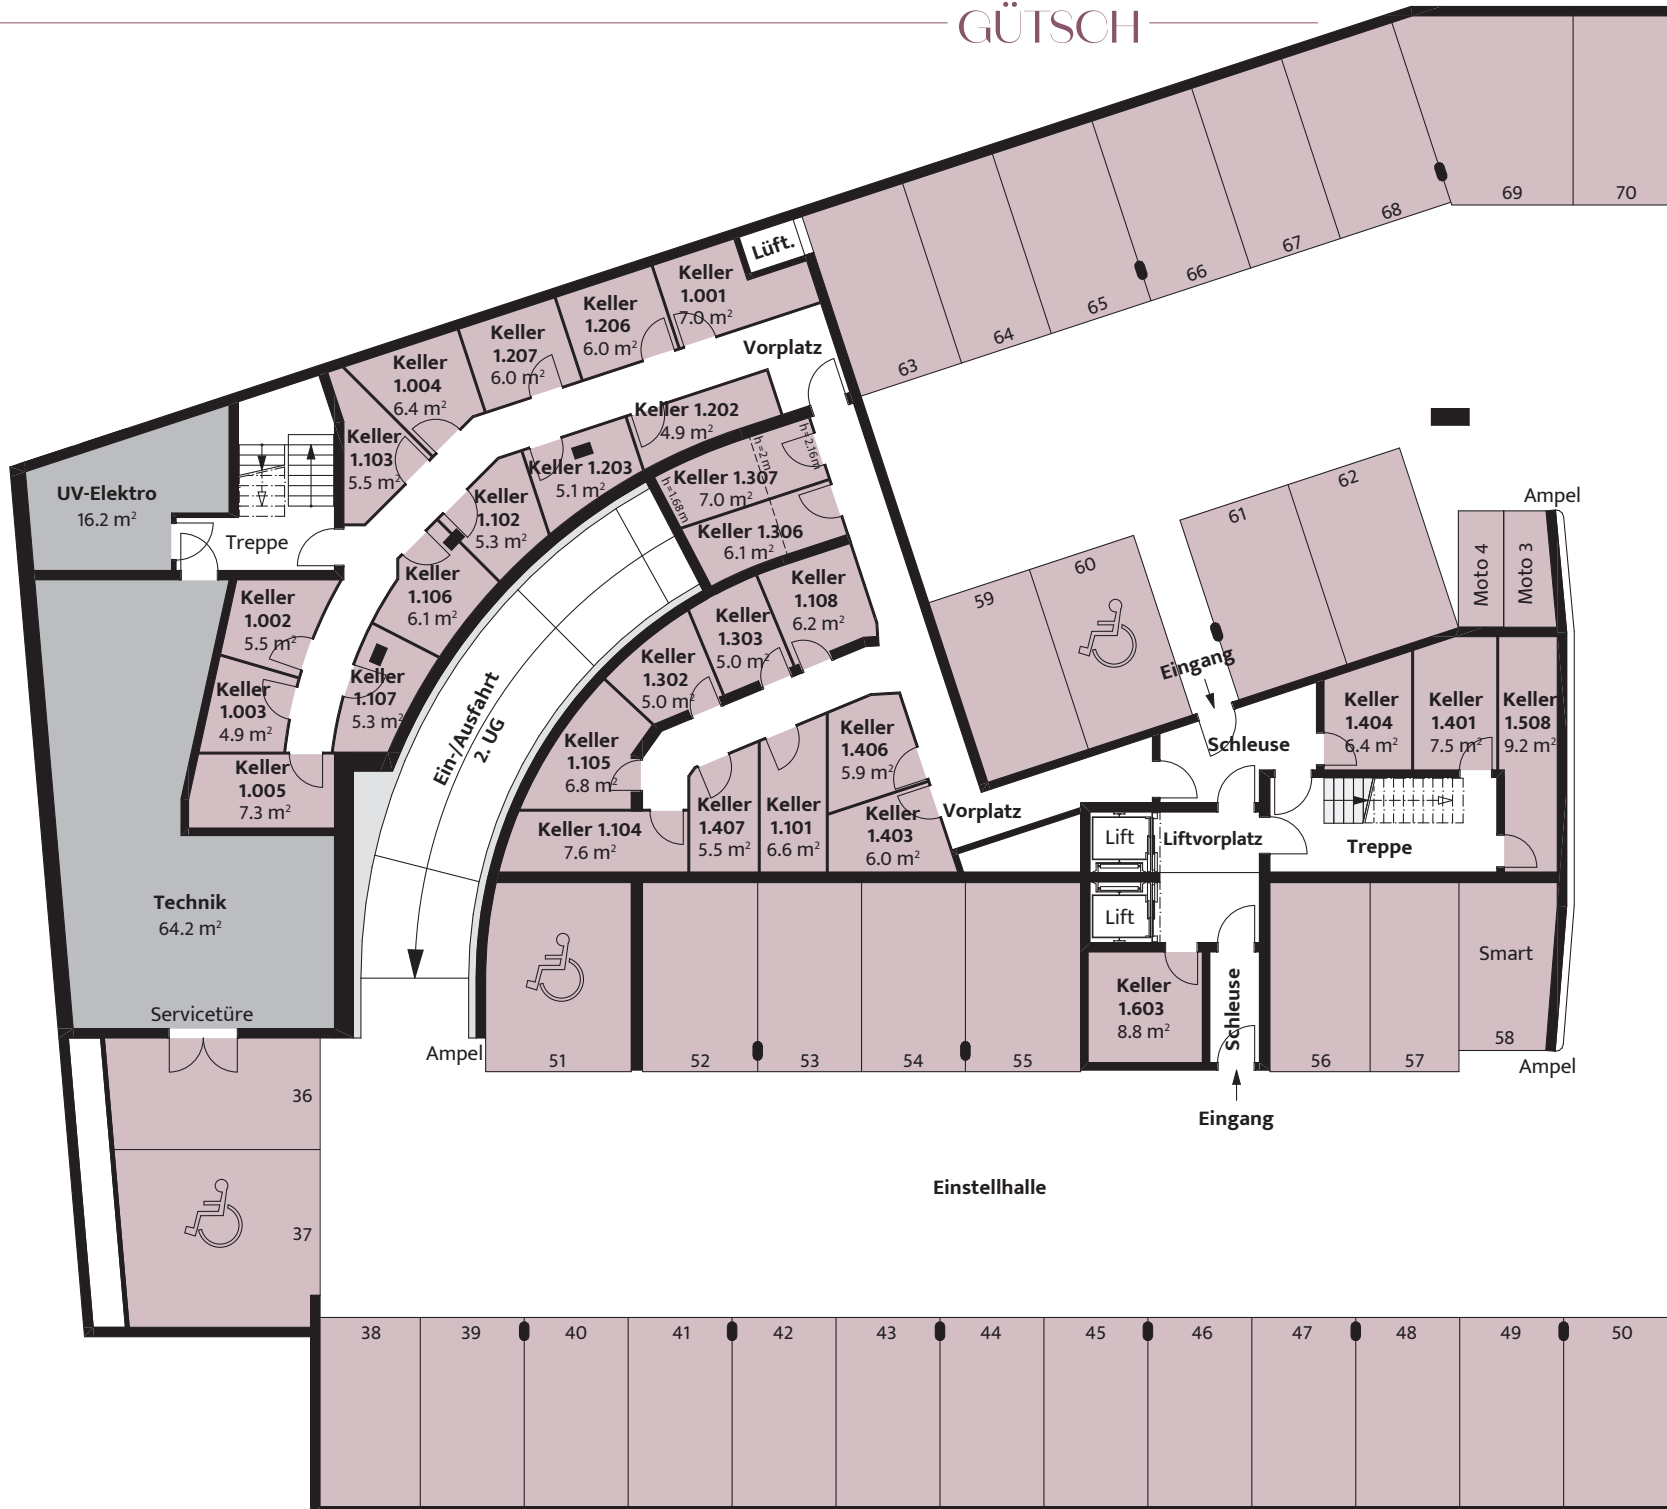 GÜTSCH
69
70
68
67
66
65
64
63
Lüft.
Keller
1.001
7.0 m²
Keller
1.206
6.0 m²
Keller
1.207
6.0 m²
Keller
1.004
6.4 m²
Keller
1.103
5.5 m²
Vorplatz
Keller 1.202
4.9 m²
Keller 1.203
5.1 m²
Keller
1.102
5.3 m²
Keller
1.106
6.1 m²
Keller
1.107
5.3 m²
h=2 m
h=2.16m
h=1.68m
Keller 1.307
7.0 m²
Keller 1.306
6.1 m²
Keller
1.108
6.2 m²
Keller
1.303
5.0 m²
Keller
1.302
5.0 m²
Keller
1.105
6.8 m²
Keller 1.104
7.6 m²
UV-Elektro
16.2 m²
Treppe
Keller
1.002
5.5 m²
Keller
1.003
4.9 m²
Keller
1.005
7.3 m²
Ein-/Ausfahrt
2. UG
Technik
64.2 m²
Servicetüre
Keller
1.406
5.9 m²
Keller
1.407
5.5 m²
Keller
1.101
6.6 m²
Keller
1.403
6.0 m²
Vorplatz
59
60
61
62
Ampel
Moto 4
Moto 3
Eingang
Schleuse
Keller
1.404
6.4 m²
Keller
1.401
7.5 m²
Keller
1.508
9.2 m²
Lift
Liftvorplatz
Treppe
Lift
Keller
1.603
8.8 m²
Schleuse
Smart
58
Ampel
Ampel
51
52
53
54
55
56
57
Eingang
36
37
Einstellhalle
38
39
40
41
42
43
44
45
46
47
48
49
50